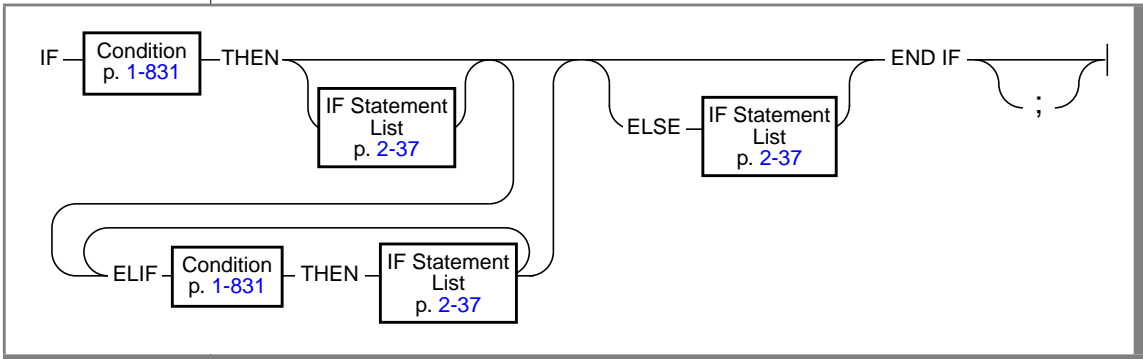 IF
Condition
p. 1-831
THEN
IF Statement
List
p. 2-37
ELSE
IF Statement
List
p. 2-37
END IF
;
ELIF
Condition
p. 1-831
THEN
IF Statement
List
p. 2-37